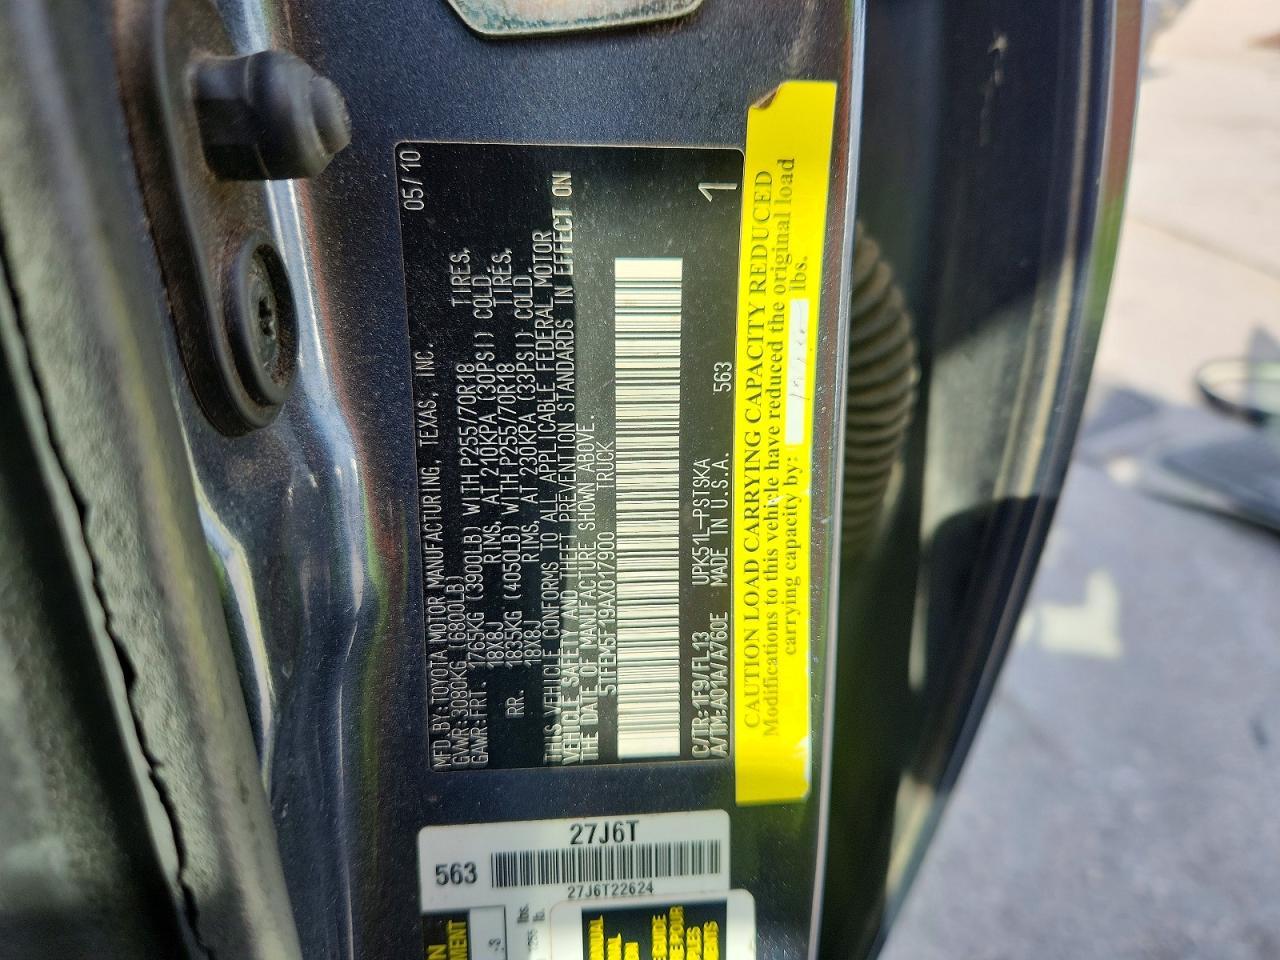 MFD.BY:TOYOTA MOTOR MANUFACTURING, TEXAS, INC. 05/10
GVWR:3080KG (6800LB)
GAWR:FRT. 1765KG (3900LB) WITH P255/70R18 TIRES,
18X8J RIMS, AT 210KPA (30PSI) COLD.
RR. 1835KG (4050LB) WITH P255/70R18 TIRES,
18X8J RIMS, AT 230KPA (33PSI) COLD.
THIS VEHICLE CONFORMS TO ALL APPLICABLE FEDERAL MOTOR
VEHICLE SAFETY AND THEFT PREVENTION STANDARDS IN EFFECT ON
THE DATE OF MANUFACTURE SHOWN ABOVE.
5TFEM5F19AX017900 TRUCK
C/TR:1F9/FL13 UPK51L-PSTSKA 563 1
A/TM:A01A/A760E MADE IN U.S.A.
CAUTION LOAD CARRYING CAPACITY REDUCED
Modifications to this vehicle have reduced the original load
carrying capacity by: lbs.
563
27J6T
27J6T22624
lbs.
lb.
MANUAL